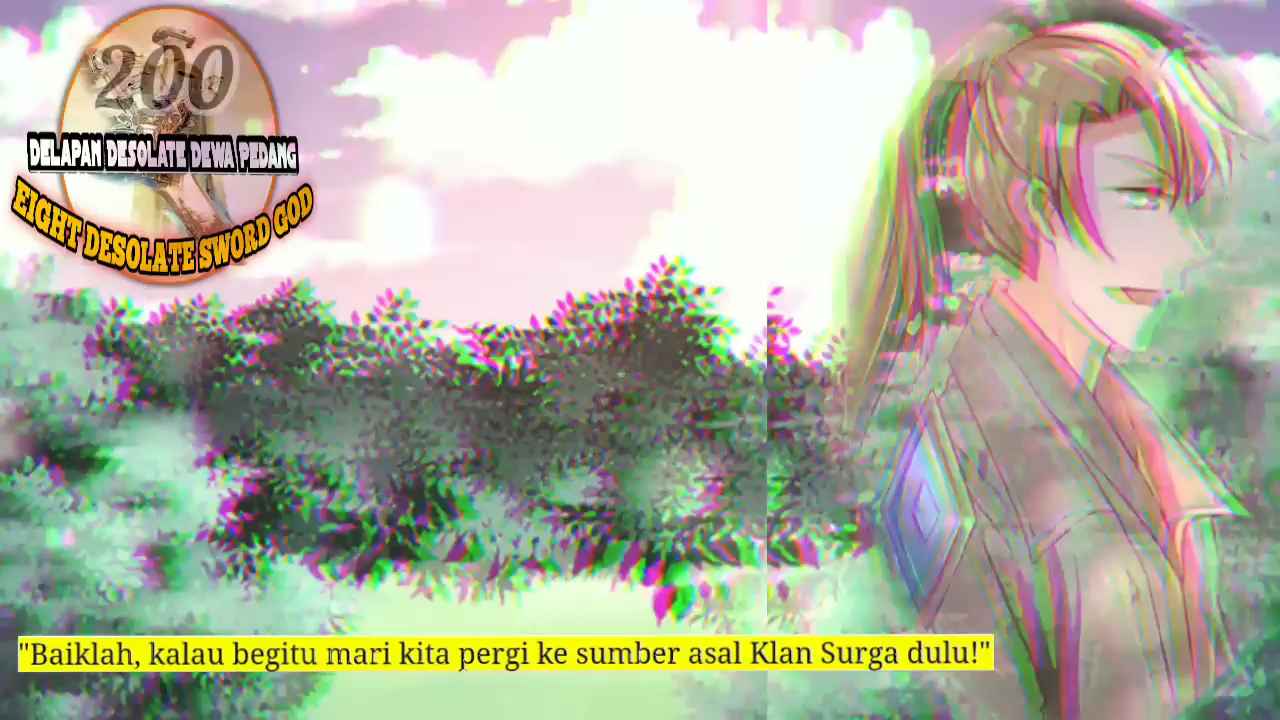 200
DELAPAN DESOLATE DEWA PEDANG
EIGHT DESOLATE SWORD GOD
"Baiklah, kalau begitu mari kita pergi ke sumber asal Klan Surga dulu!"